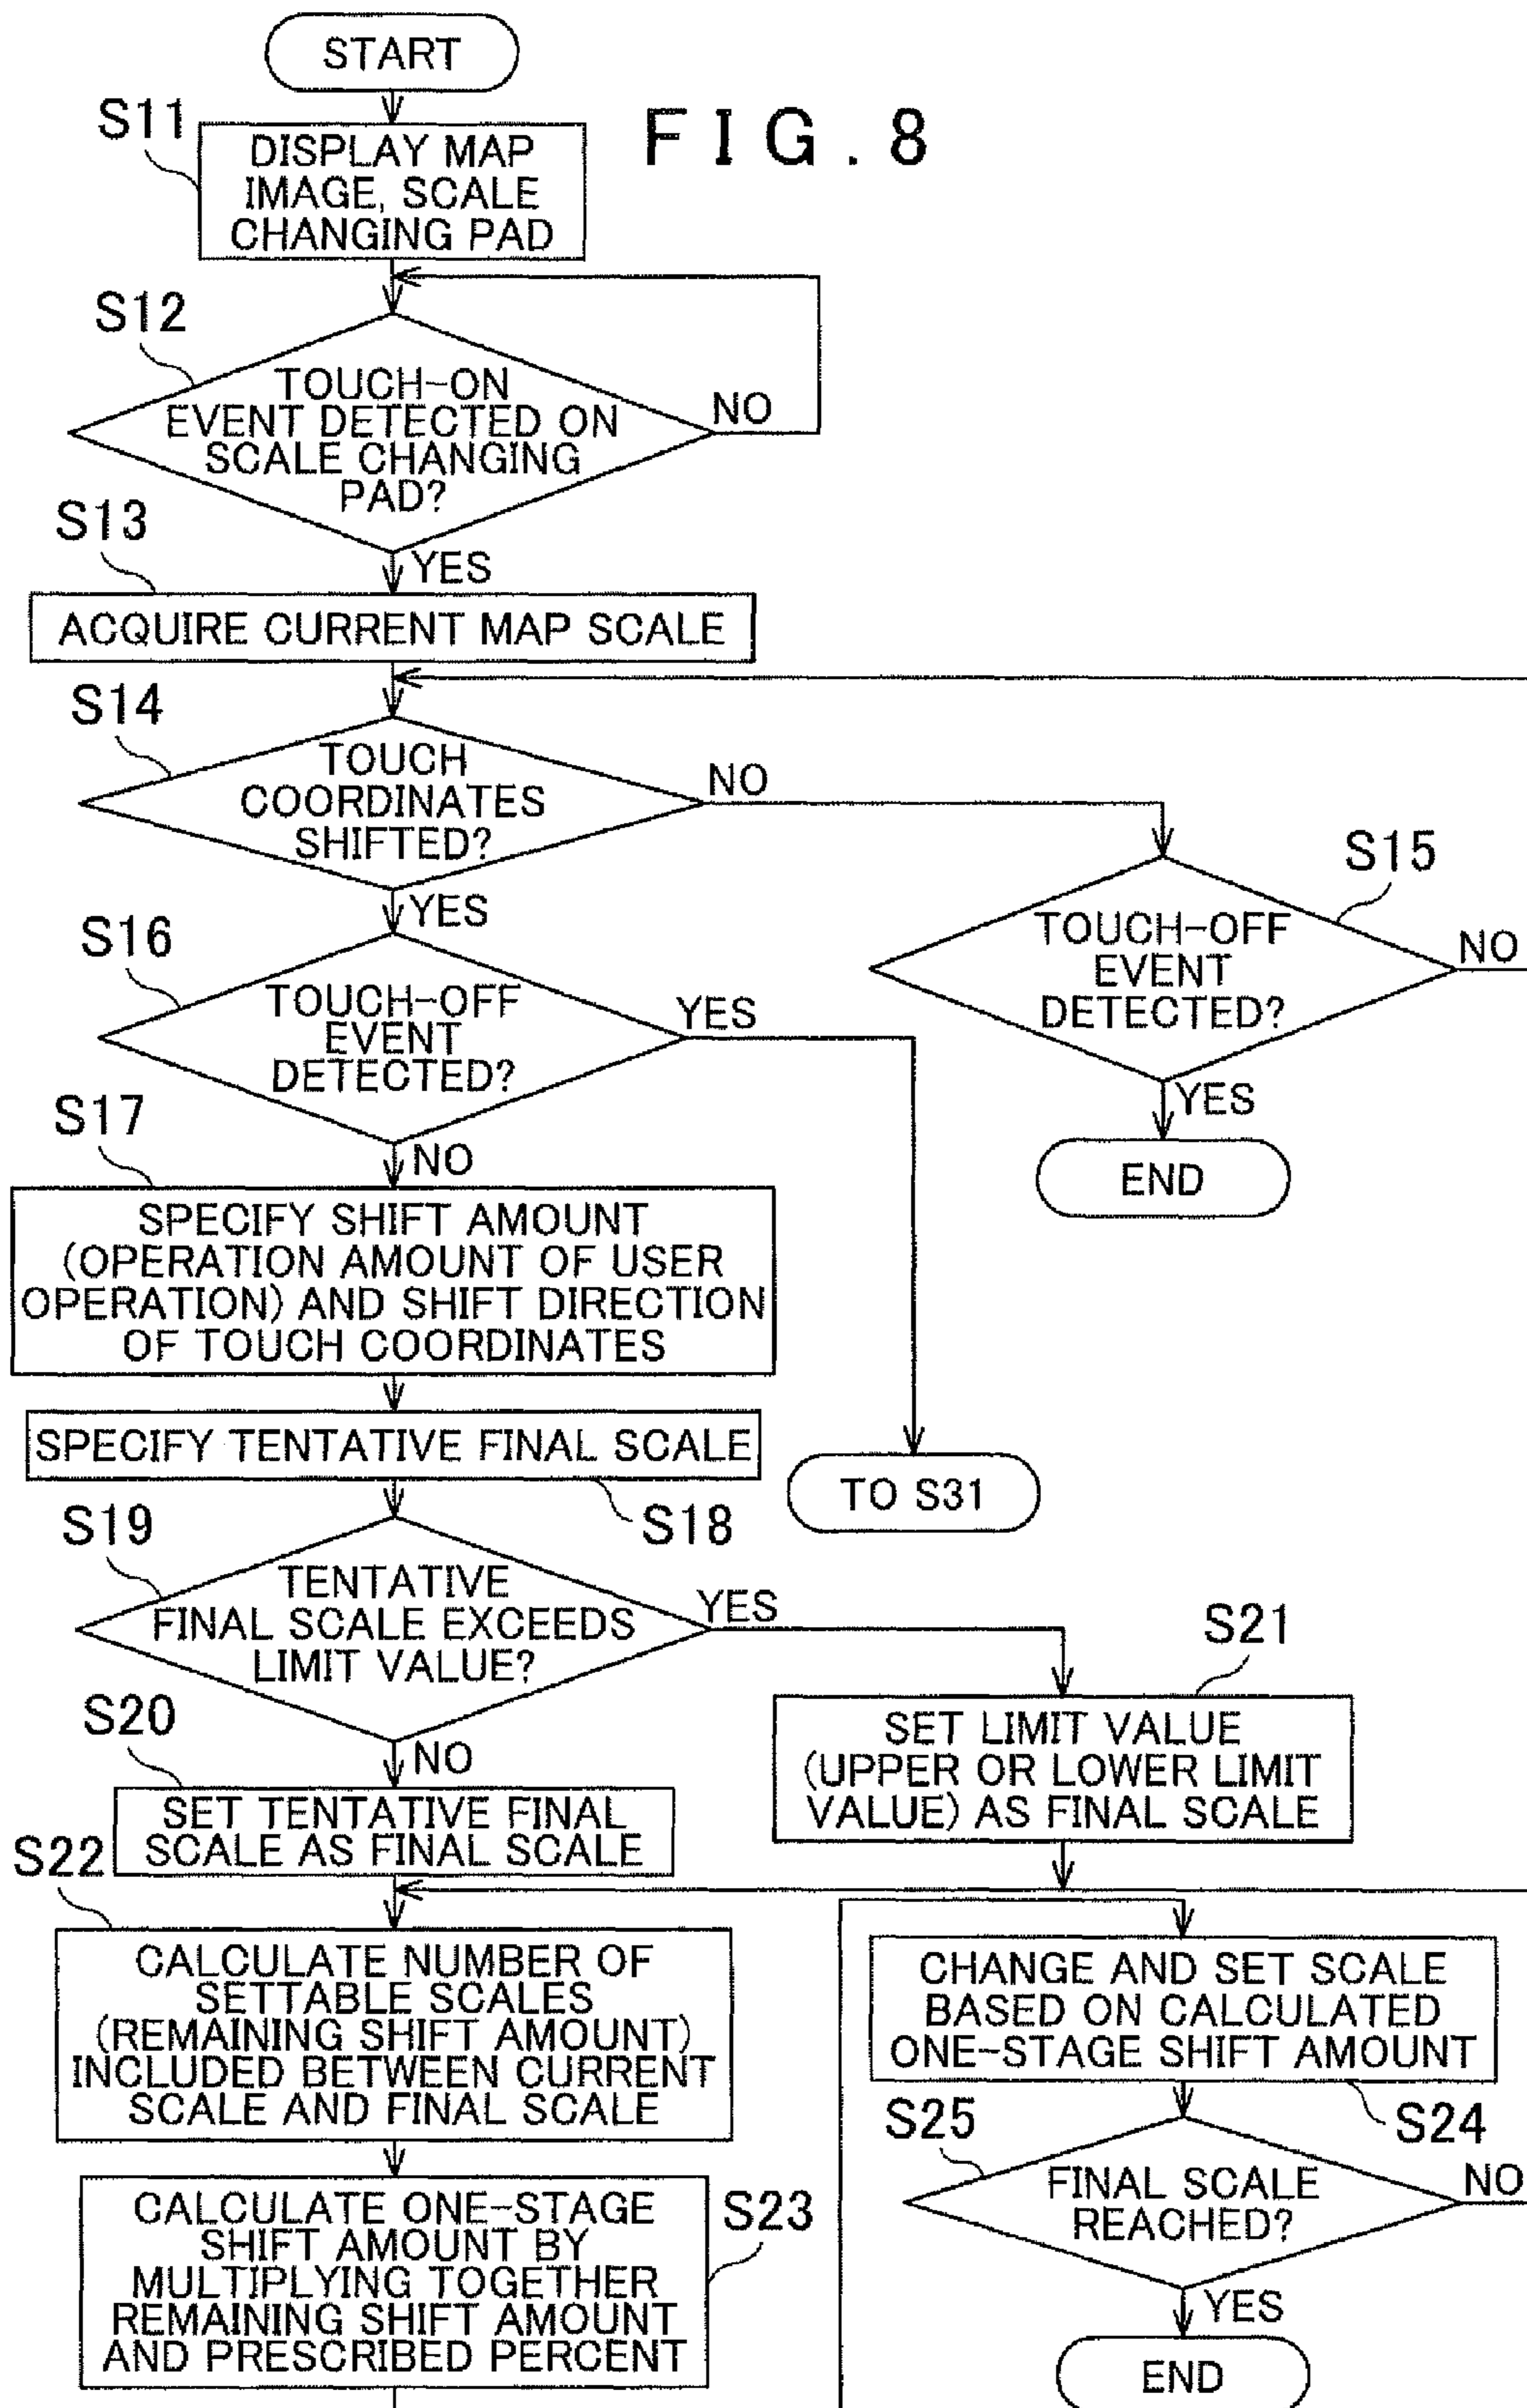 START
FIG.8
S11
DISPLAY MAP
IMAGE, SCALE
CHANGING PAD
S12
TOUCH-ON
EVENT DETECTED ON
SCALE CHANGING
PAD?
NO
YES
S13
ACQUIRE CURRENT MAP SCALE
S14
TOUCH
COORDINATES
SHIFTED?
NO
YES
S15
TOUCH-OFF
EVENT
DETECTED?
NO
YES
END
S16
TOUCH-OFF
EVENT
DETECTED?
YES
NO
TO S31
S17
SPECIFY SHIFT AMOUNT
(OPERATION AMOUNT OF USER
OPERATION) AND SHIFT DIRECTION
OF TOUCH COORDINATES
SPECIFY TENTATIVE FINAL SCALE
S18
S19
TENTATIVE
FINAL SCALE EXCEEDS
LIMIT VALUE?
YES
NO
S20
SET TENTATIVE FINAL
SCALE AS FINAL SCALE
S21
SET LIMIT VALUE
(UPPER OR LOWER LIMIT
VALUE) AS FINAL SCALE
S22
CALCULATE NUMBER OF
SETTABLE SCALES
(REMAINING SHIFT AMOUNT)
INCLUDED BETWEEN CURRENT
SCALE AND FINAL SCALE
S23
CALCULATE ONE-STAGE
SHIFT AMOUNT BY
MULTIPLYING TOGETHER
REMAINING SHIFT AMOUNT
AND PRESCRIBED PERCENT
CHANGE AND SET SCALE
BASED ON CALCULATED
ONE-STAGE SHIFT AMOUNT
S24
S25
FINAL SCALE
REACHED?
NO
YES
END